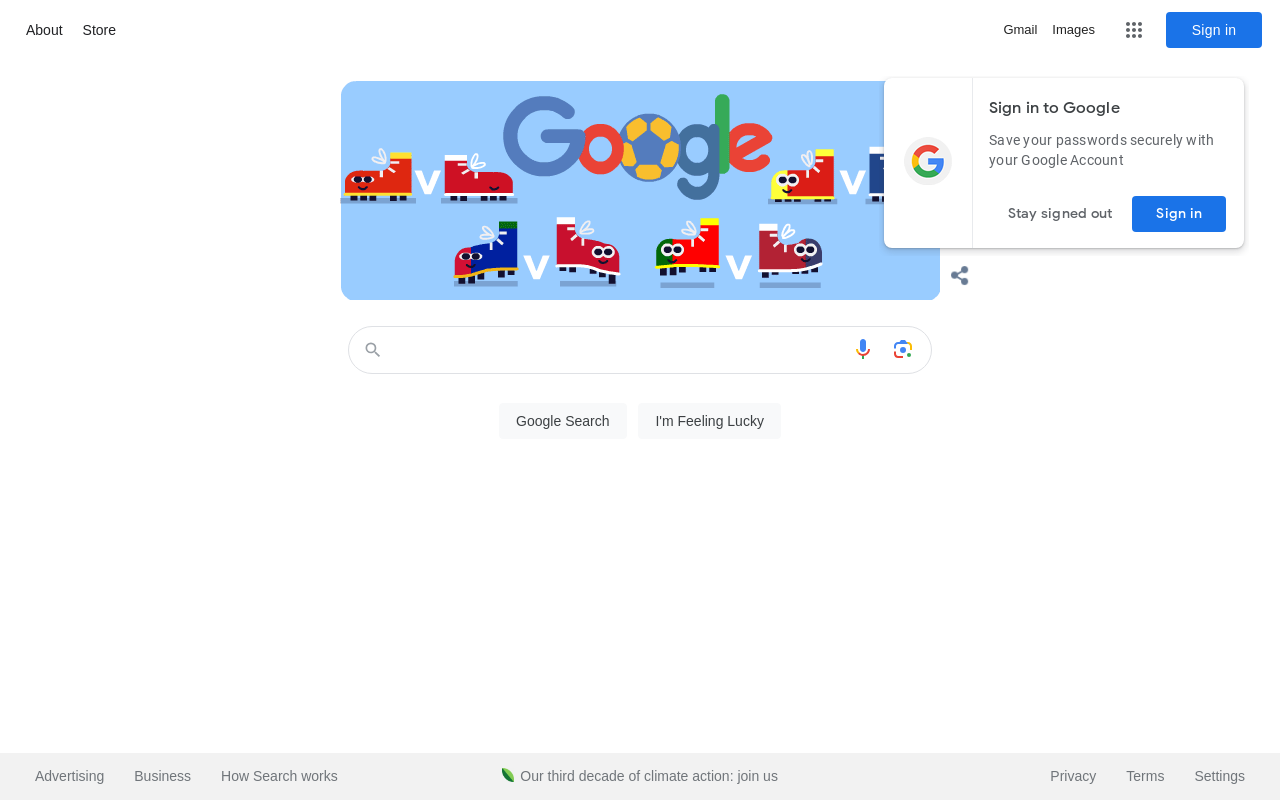 About Store
Gmail Images Sign in
Google
v v
v v
Sign in to Google
Save your passwords securely with
your Google Account
Stay signed out Sign in
Google Search I'm Feeling Lucky
Advertising Business How Search works
Our third decade of climate action: join us
Privacy Terms Settings